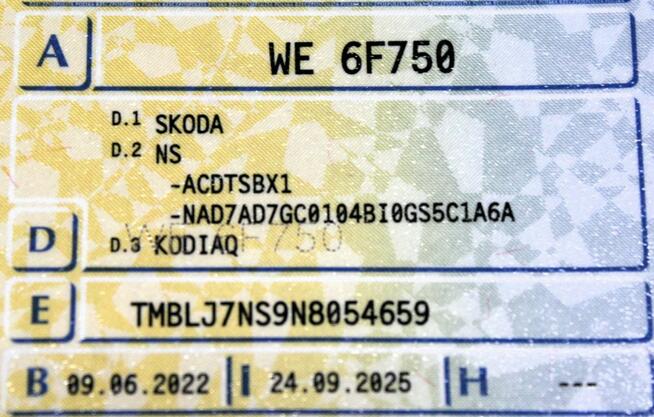 A WE 6F750
D.1 SKODA
D.2 NS
-ACDTSBX1
-NAD7AD7GC0104BI0GS5C1A6A
D D.3 KODIAQ
WE 6F750
E TMBLJ7NS9N8054659
B 09.06.2022 I 24.09.2025 H ---